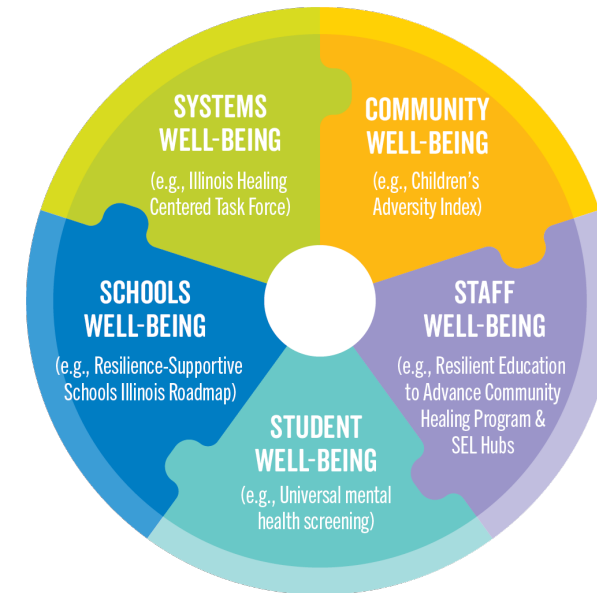 SYSTEMS
WELL-BEING
(e.g., Illinois Healing
Centered Task Force)
COMMUNITY
WELL-BEING
(e.g., Children's
Adversity Index)
SCHOOLS
WELL-BEING
(e.g., Resilience-Supportive
Schools Illinois Roadmap)
STAFF
WELL-BEING
(e.g., Resilient Education
to Advance Community
Healing Program &
SEL Hubs
STUDENT
WELL-BEING
(e.g., Universal mental
health screening)